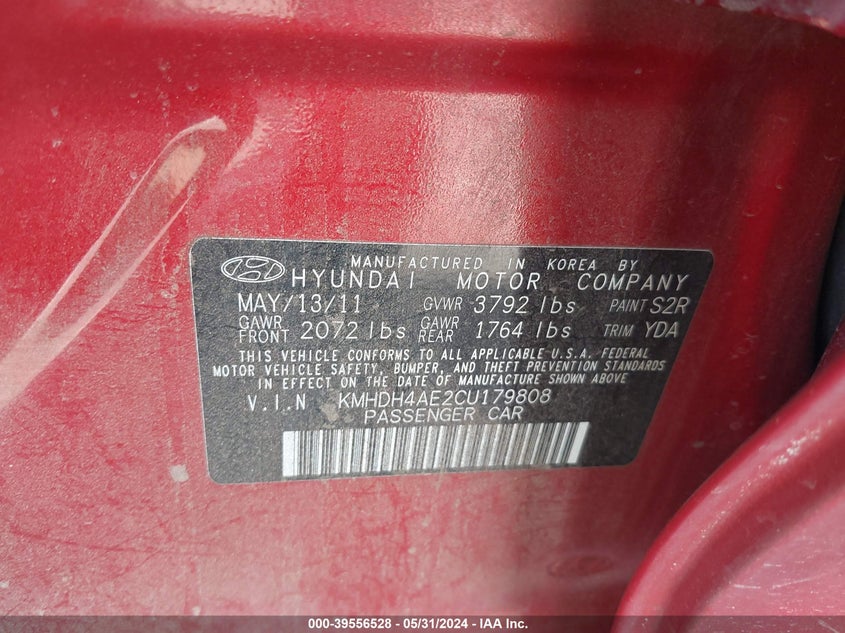 MANUFACTURED IN KOREA BY
HYUNDAI MOTOR COMPANY
MAY/13/11 GVWR 3792 lbs PAINT S2R
GAWR FRONT 2072 lbs GAWR REAR 1764 lbs TRIM YDA
THIS VEHICLE CONFORMS TO ALL APPLICABLE U.S.A. FEDERAL
MOTOR VEHICLE SAFETY, BUMPER, AND THEFT PREVENTION STANDARDS
IN EFFECT ON THE DATE OF MANUFACTURE SHOWN ABOVE
V.I.N KMHDH4AE2CU179808
PASSENGER CAR
000-39556528 - 05/31/2024 - IAA Inc.